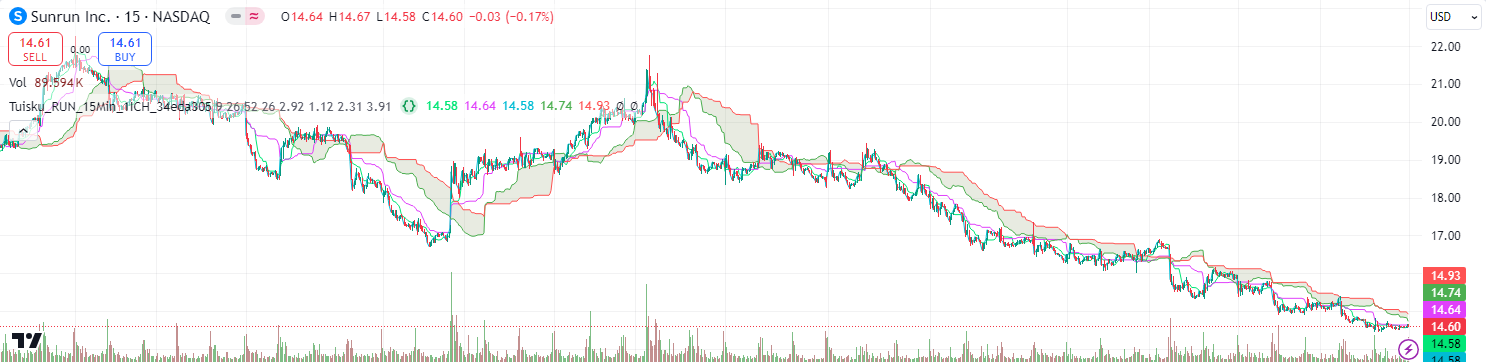 S Sunrun Inc. · 15 · NASDAQ O14.64 H14.67 L14.58 C14.60 −0.03 (−0.17%)
14.61 SELL 0.00 14.61 BUY
Vol 89.594K
Tuisku_RUN_15Min_1ICH_34eda305 9 26 52 26 2.92 1.12 2.31 3.91 {} 14.58 14.64 14.58 14.74 14.93 ∅ ∅
USD
22.00
21.00
20.00
19.00
18.00
17.00
14.93
14.74
14.64
14.60
14.58
14.58